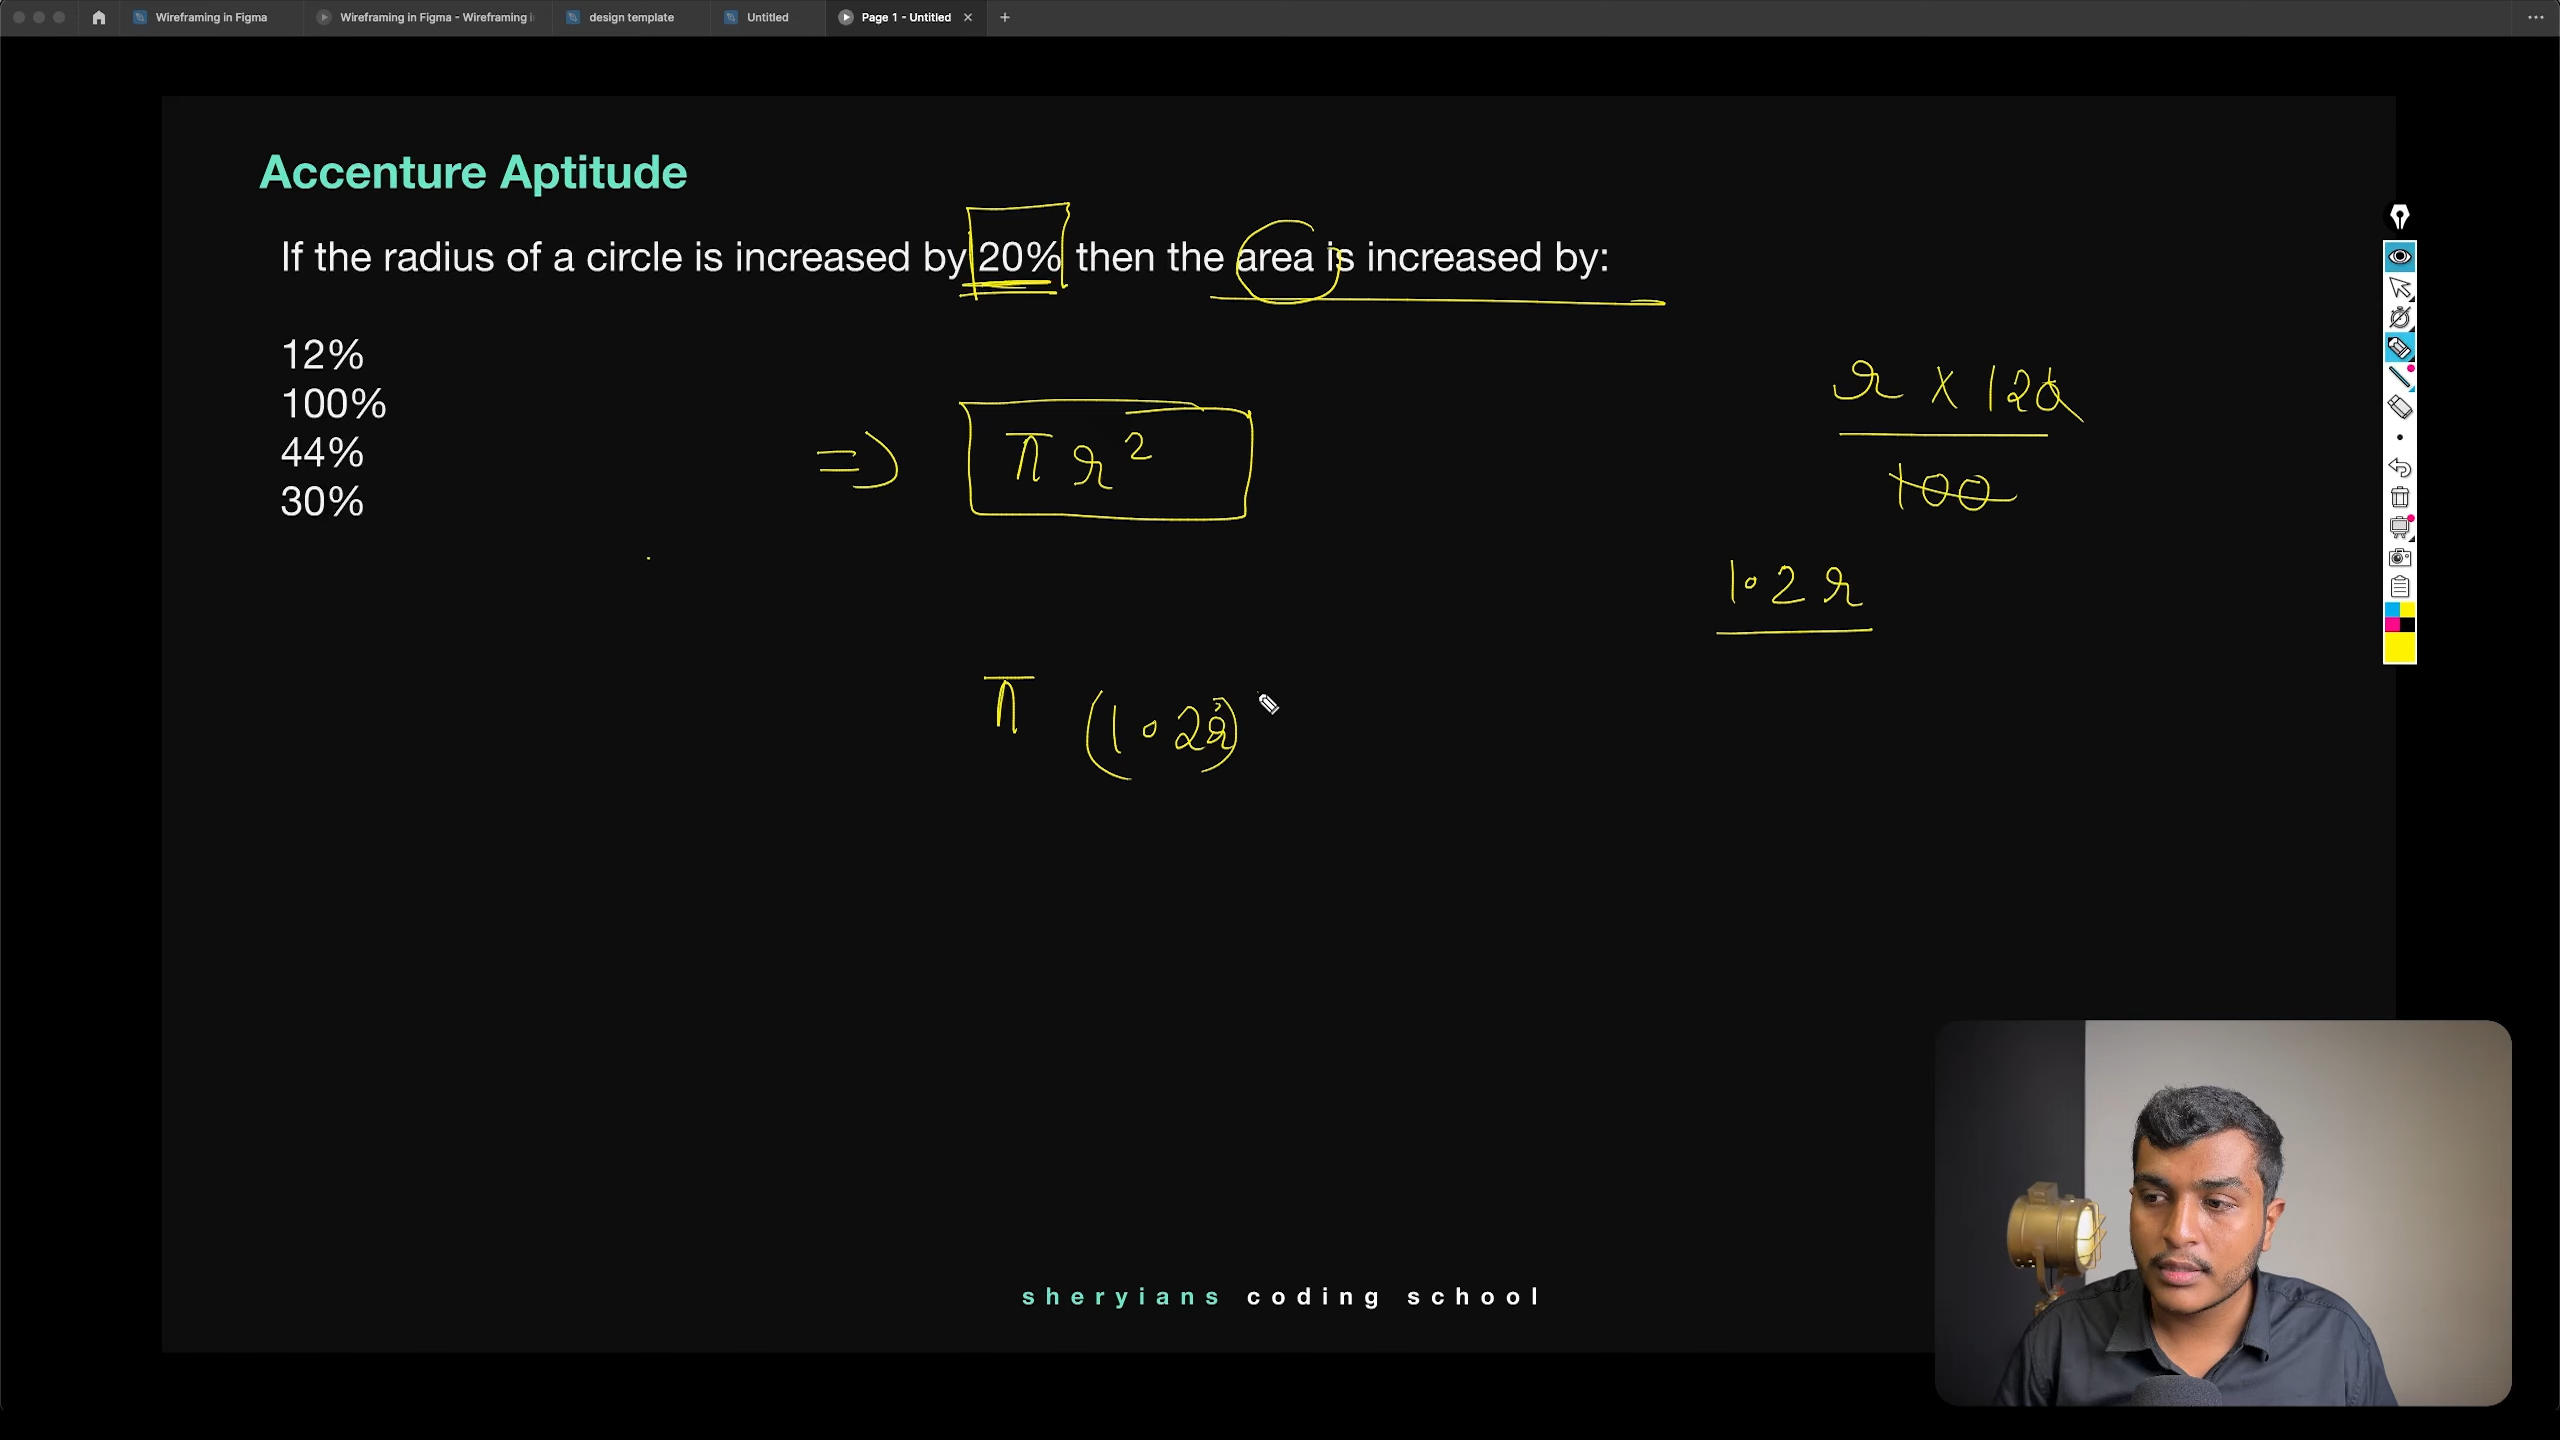 Wireframing in Figma
Wireframing in Figma - Wireframing i
design template
Untitled
Page 1 - Untitled
Accenture Aptitude
If the radius of a circle is increased by 20% then the area is increased by:
12%
100%
44%
30%
=> π r²
r × 120
100
1.2 r
π (1.2r)
sheryians coding school